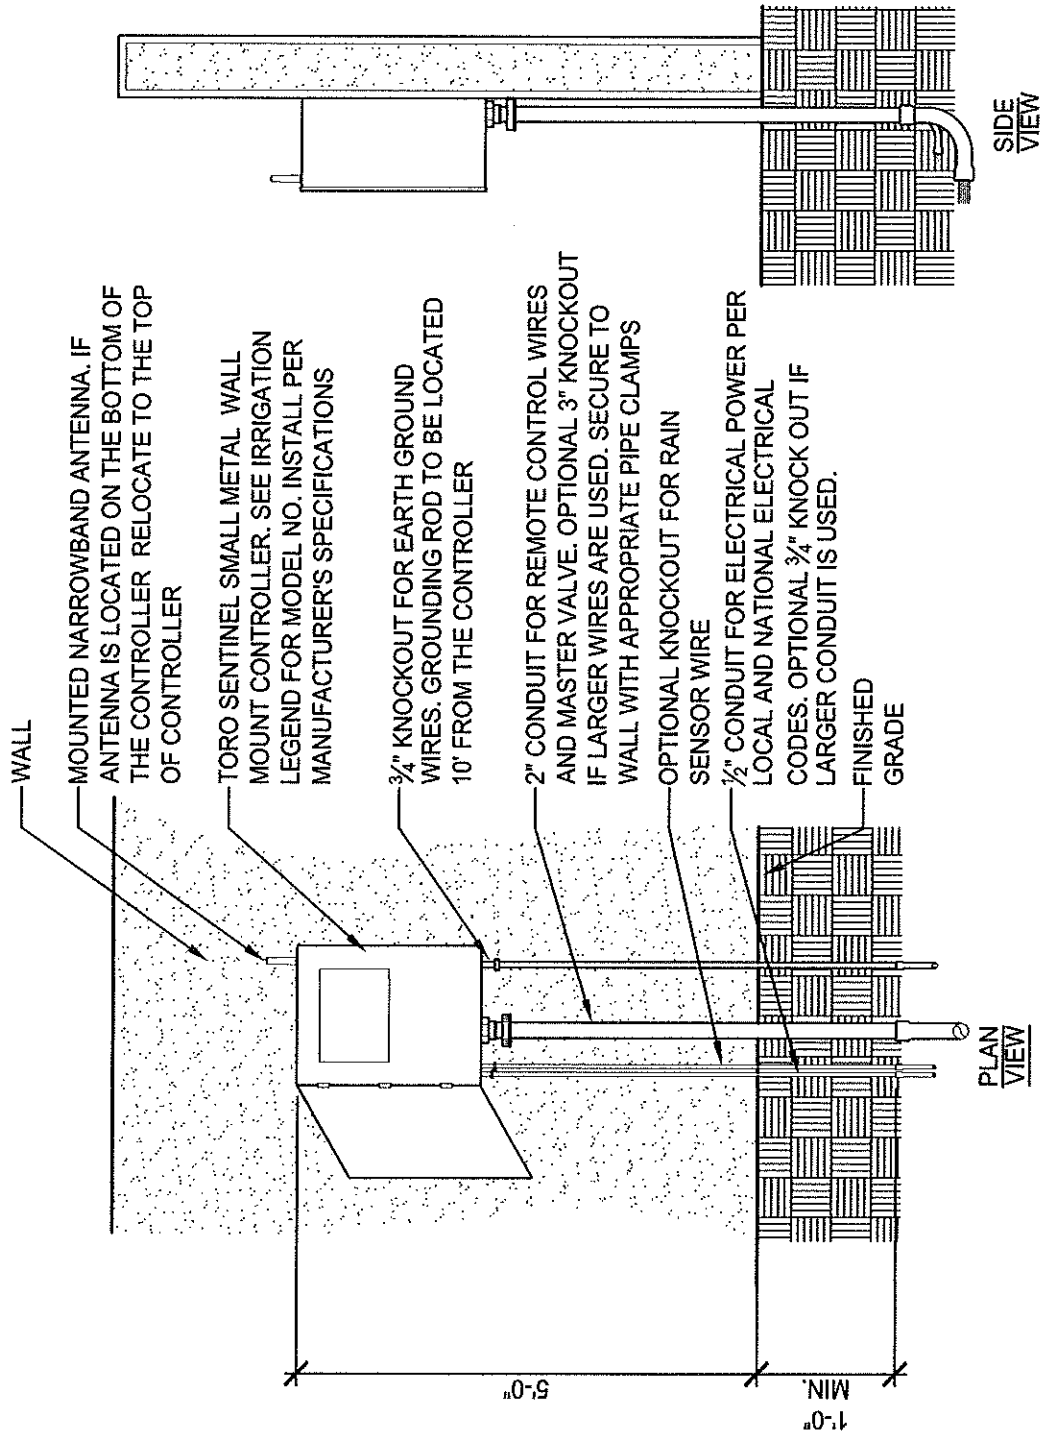 WALL
MOUNTED NARROWBAND ANTENNA. IF
ANTENNA IS LOCATED ON THE BOTTOM OF
THE CONTROLLER RELOCATE TO THE TOP
OF CONTROLLER
TORO SENTINEL SMALL METAL WALL
MOUNT CONTROLLER. SEE IRRIGATION
LEGEND FOR MODEL NO. INSTALL PER
MANUFACTURER'S SPECIFICATIONS
¾" KNOCKOUT FOR EARTH GROUND
WIRES. GROUNDING ROD TO BE LOCATED
10' FROM THE CONTROLLER
2" CONDUIT FOR REMOTE CONTROL WIRES
AND MASTER VALVE. OPTIONAL 3" KNOCKOUT
IF LARGER WIRES ARE USED. SECURE TO
WALL WITH APPROPRIATE PIPE CLAMPS
OPTIONAL KNOCKOUT FOR RAIN
SENSOR WIRE
½" CONDUIT FOR ELECTRICAL POWER PER
LOCAL AND NATIONAL ELECTRICAL
CODES. OPTIONAL ¾" KNOCK OUT IF
LARGER CONDUIT IS USED.
FINISHED
GRADE
5'-0"
1'-0"
MIN.
PLAN
VIEW
SIDE
VIEW